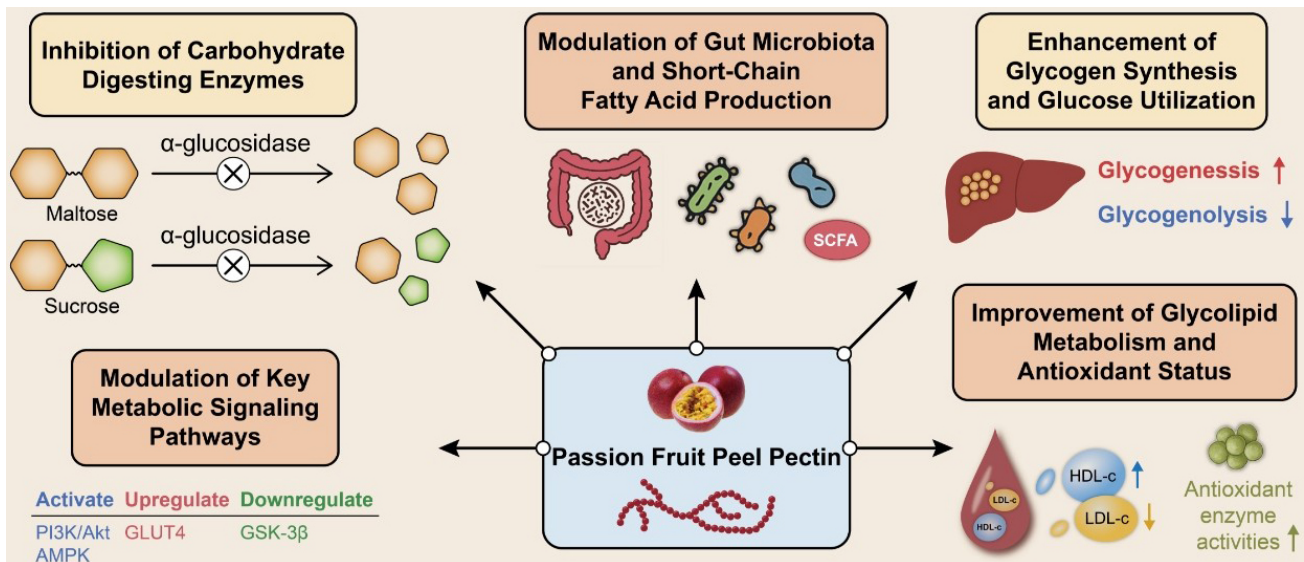 Inhibition of Carbohydrate
Digesting Enzymes
α-glucosidase
Maltose
α-glucosidase
Sucrose
Modulation of Gut Microbiota
and Short-Chain
Fatty Acid Production
SCFA
Enhancement of
Glycogen Synthesis
and Glucose Utilization
Glycogenessis ↑
Glycogenolysis ↓
Modulation of Key
Metabolic Signaling
Pathways
Activate Upregulate Downregulate
PI3K/Akt GLUT4 GSK-3β
AMPK
Passion Fruit Peel Pectin
Improvement of Glycolipid
Metabolism and
Antioxidant Status
LDL-c
HDL-c
HDL-c ↑
LDL-c ↓
Antioxidant
enzyme
activities ↑